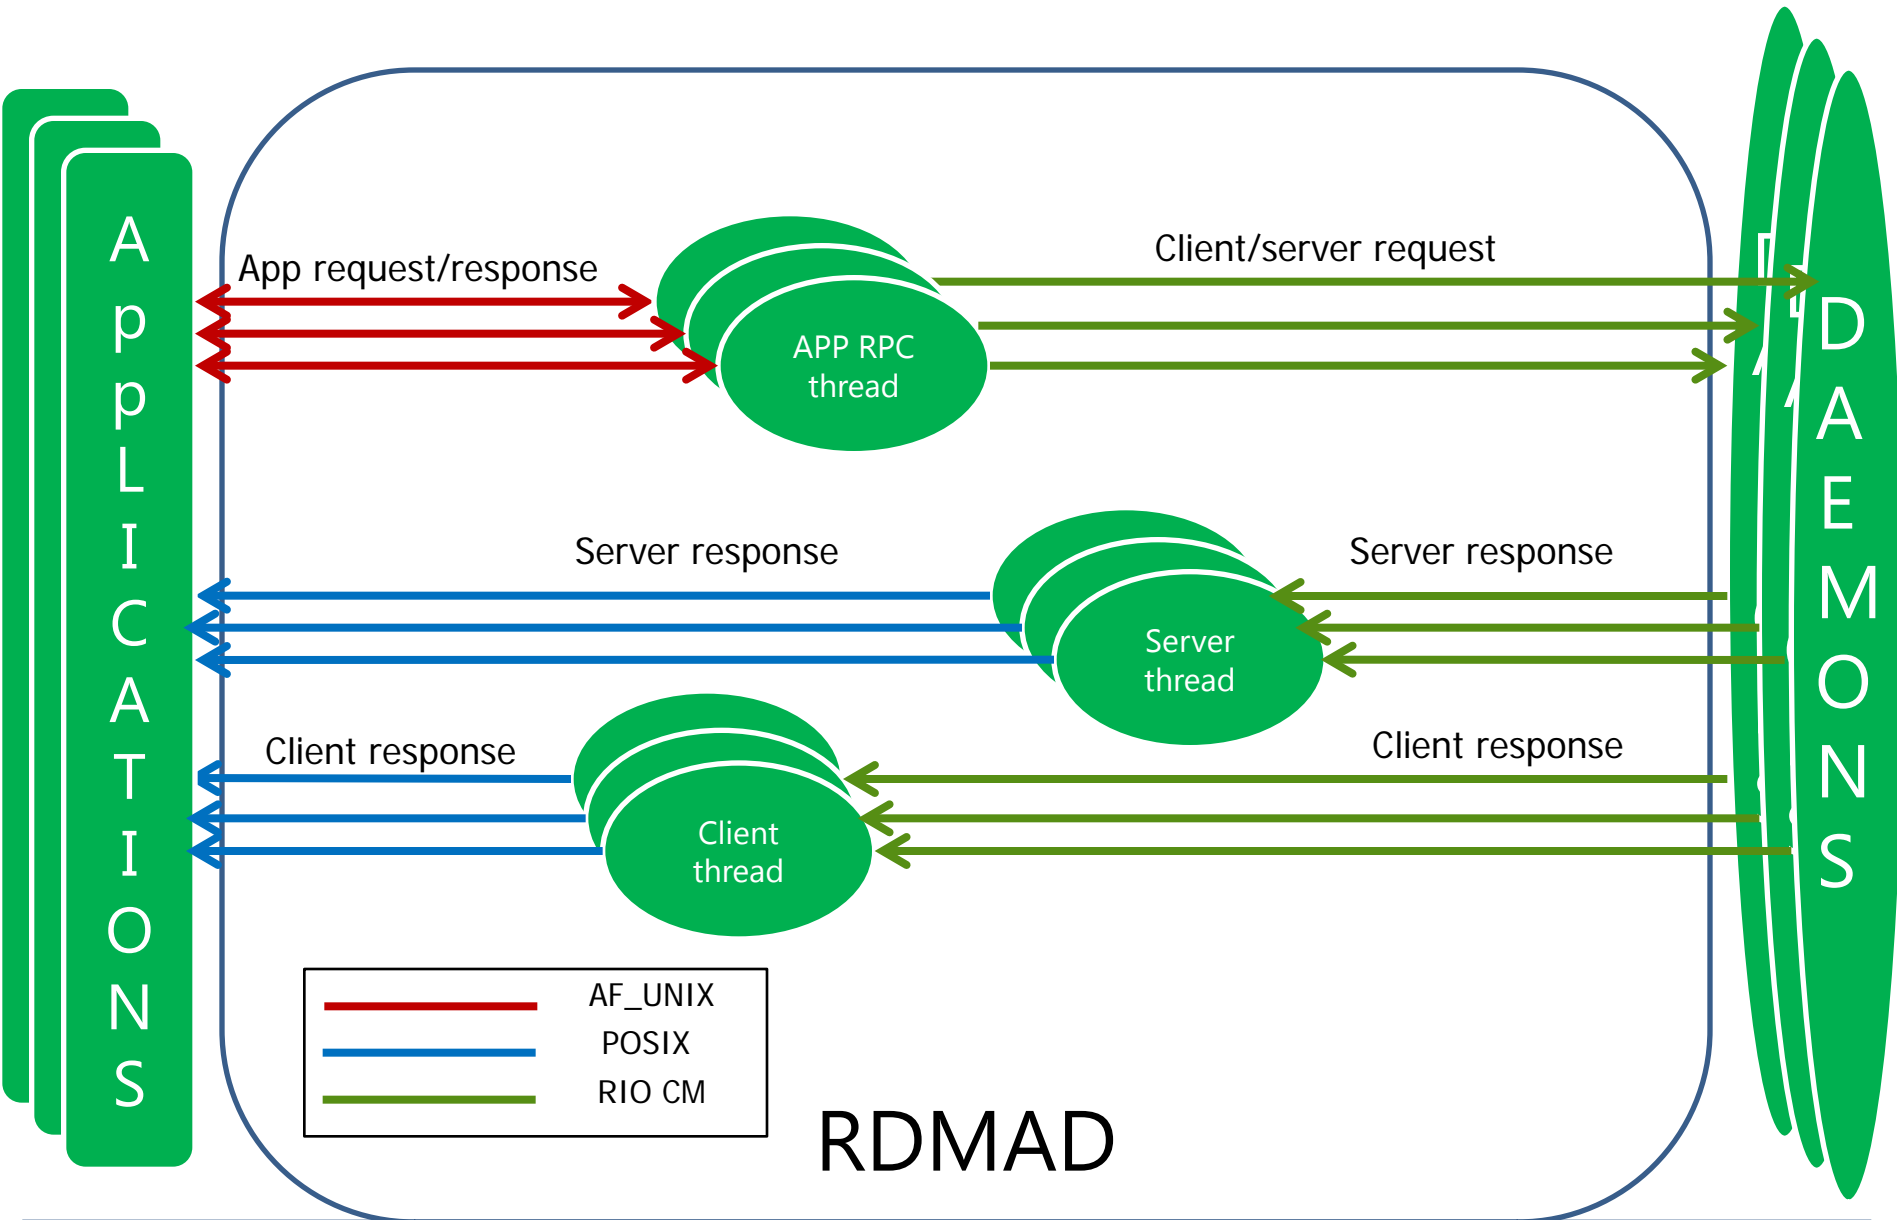 AppLICATIONS
App request/response
Client/server request
APP RPC
thread
DAEMONS
Server response
Server response
Server
thread
Client response
Client response
Client
thread
AF_UNIX
POSIX
RIO CM
RDMAD